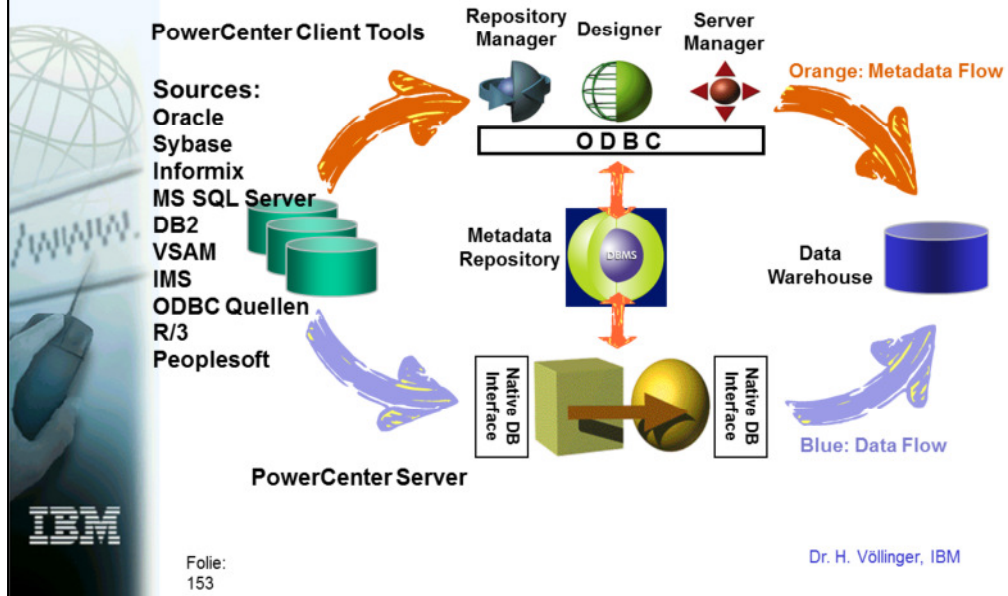 PowerCenter Client Tools
Repository
Manager
Designer
Server
Manager
Orange: Metadata Flow
Sources:
Oracle
Sybase
Informix
MS SQL Server
DB2
VSAM
IMS
ODBC Quellen
R/3
Peoplesoft
O D B C
Metadata
Repository
DBMS
Data
Warehouse
Native DB
Interface
Native DB
Interface
Blue: Data Flow
PowerCenter Server
IBM
Folie:
153
Dr. H. Völlinger, IBM